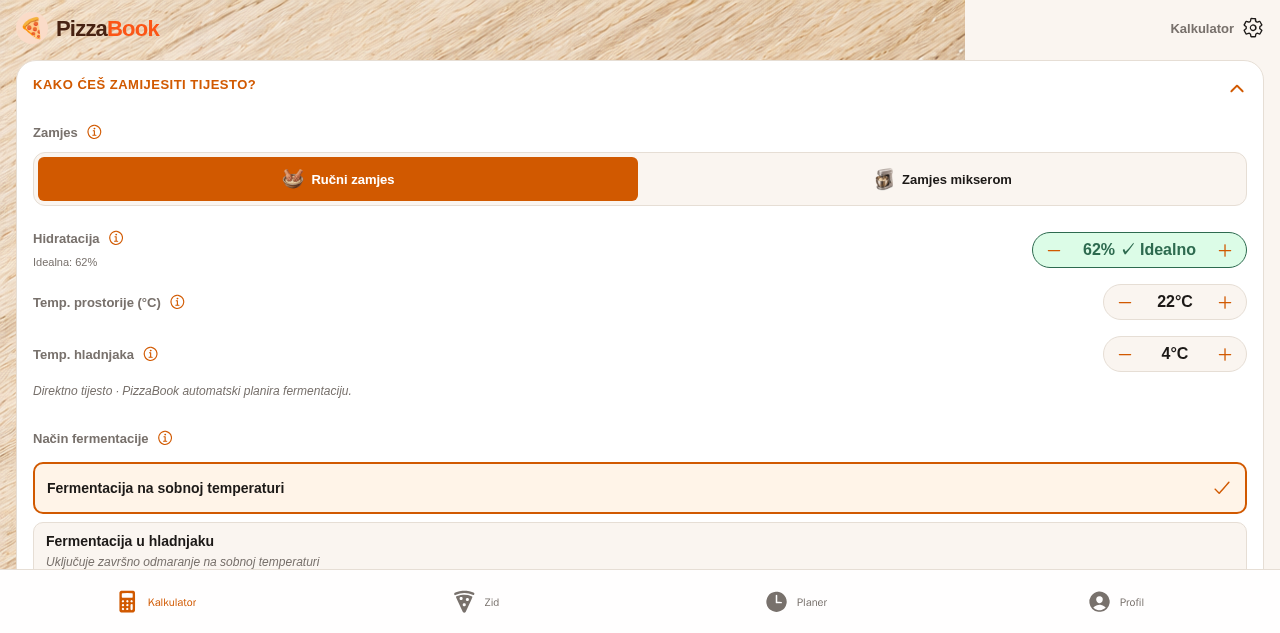 PizzaBook
Kalkulator
KAKO ĆEŠ ZAMIJESITI TIJESTO?
Zamjes
Ručni zamjes
Zamjes mikserom
Hidratacija
Idealna: 62%
− 62% ✓ Idealno +
Temp. prostorije (°C)
− 22°C +
Temp. hladnjaka
− 4°C +
Direktno tijesto · PizzaBook automatski planira fermentaciju.
Način fermentacije
Fermentacija na sobnoj temperaturi
Fermentacija u hladnjaku
Uključuje završno odmaranje na sobnoj temperaturi
Kalkulator
Zid
Planer
Profil